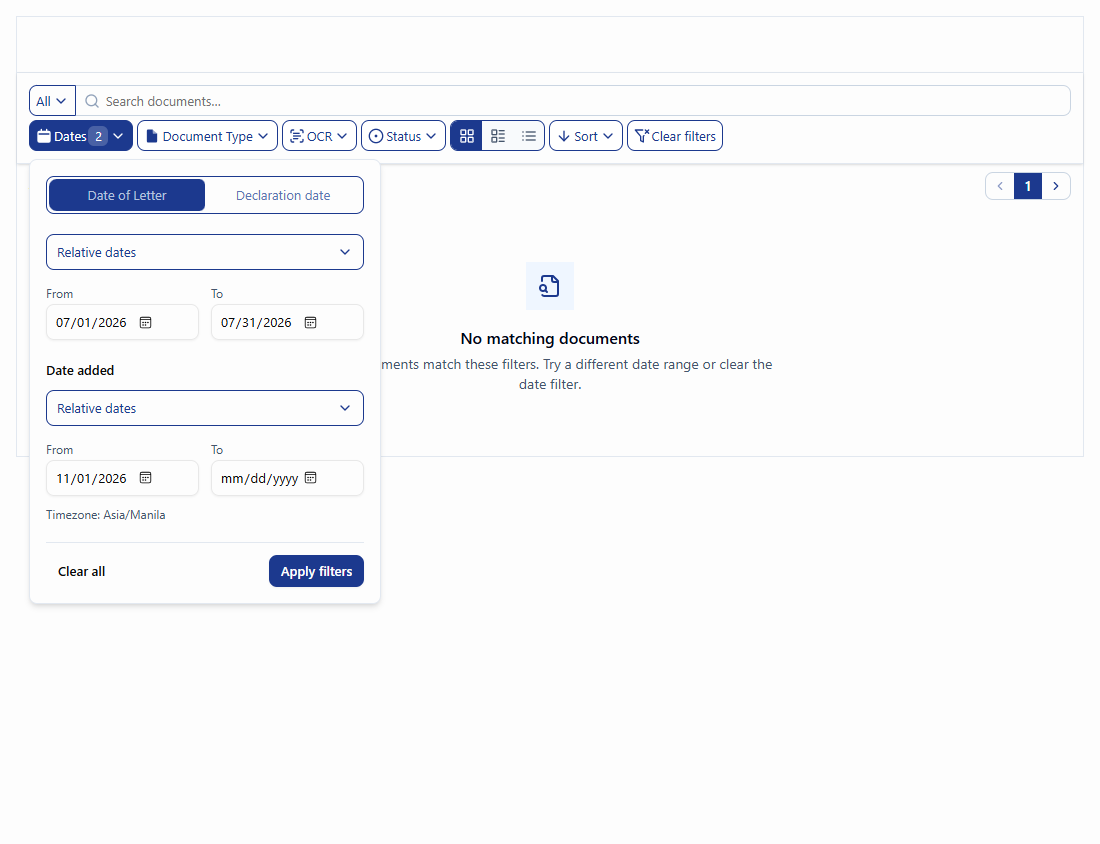 All
Search documents...
Dates 2 Document Type OCR Status Sort Clear filters
1
Date of Letter Declaration date
Relative dates
From To
07/01/2026 07/31/2026
No matching documents
ments match these filters. Try a different date range or clear the
date filter.
Date added
Relative dates
From To
11/01/2026 mm/dd/yyyy
Timezone: Asia/Manila
Clear all Apply filters